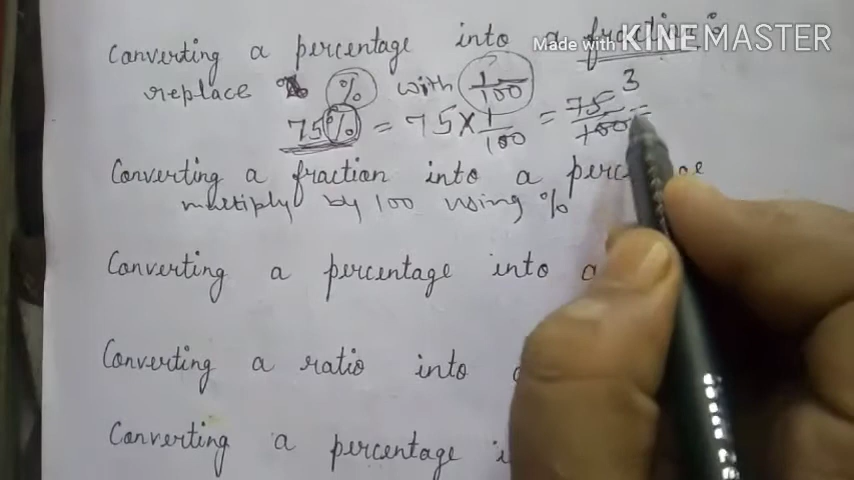 Made with KINEMASTER
Converting a percentage into a fraction
replace % with 1/100
75% = 75 × 1/100 = 75/100 3 =
Converting a fraction into a
multiply by 100 using %
Converting a percentage into a
Converting a ratio into
Converting a percentage